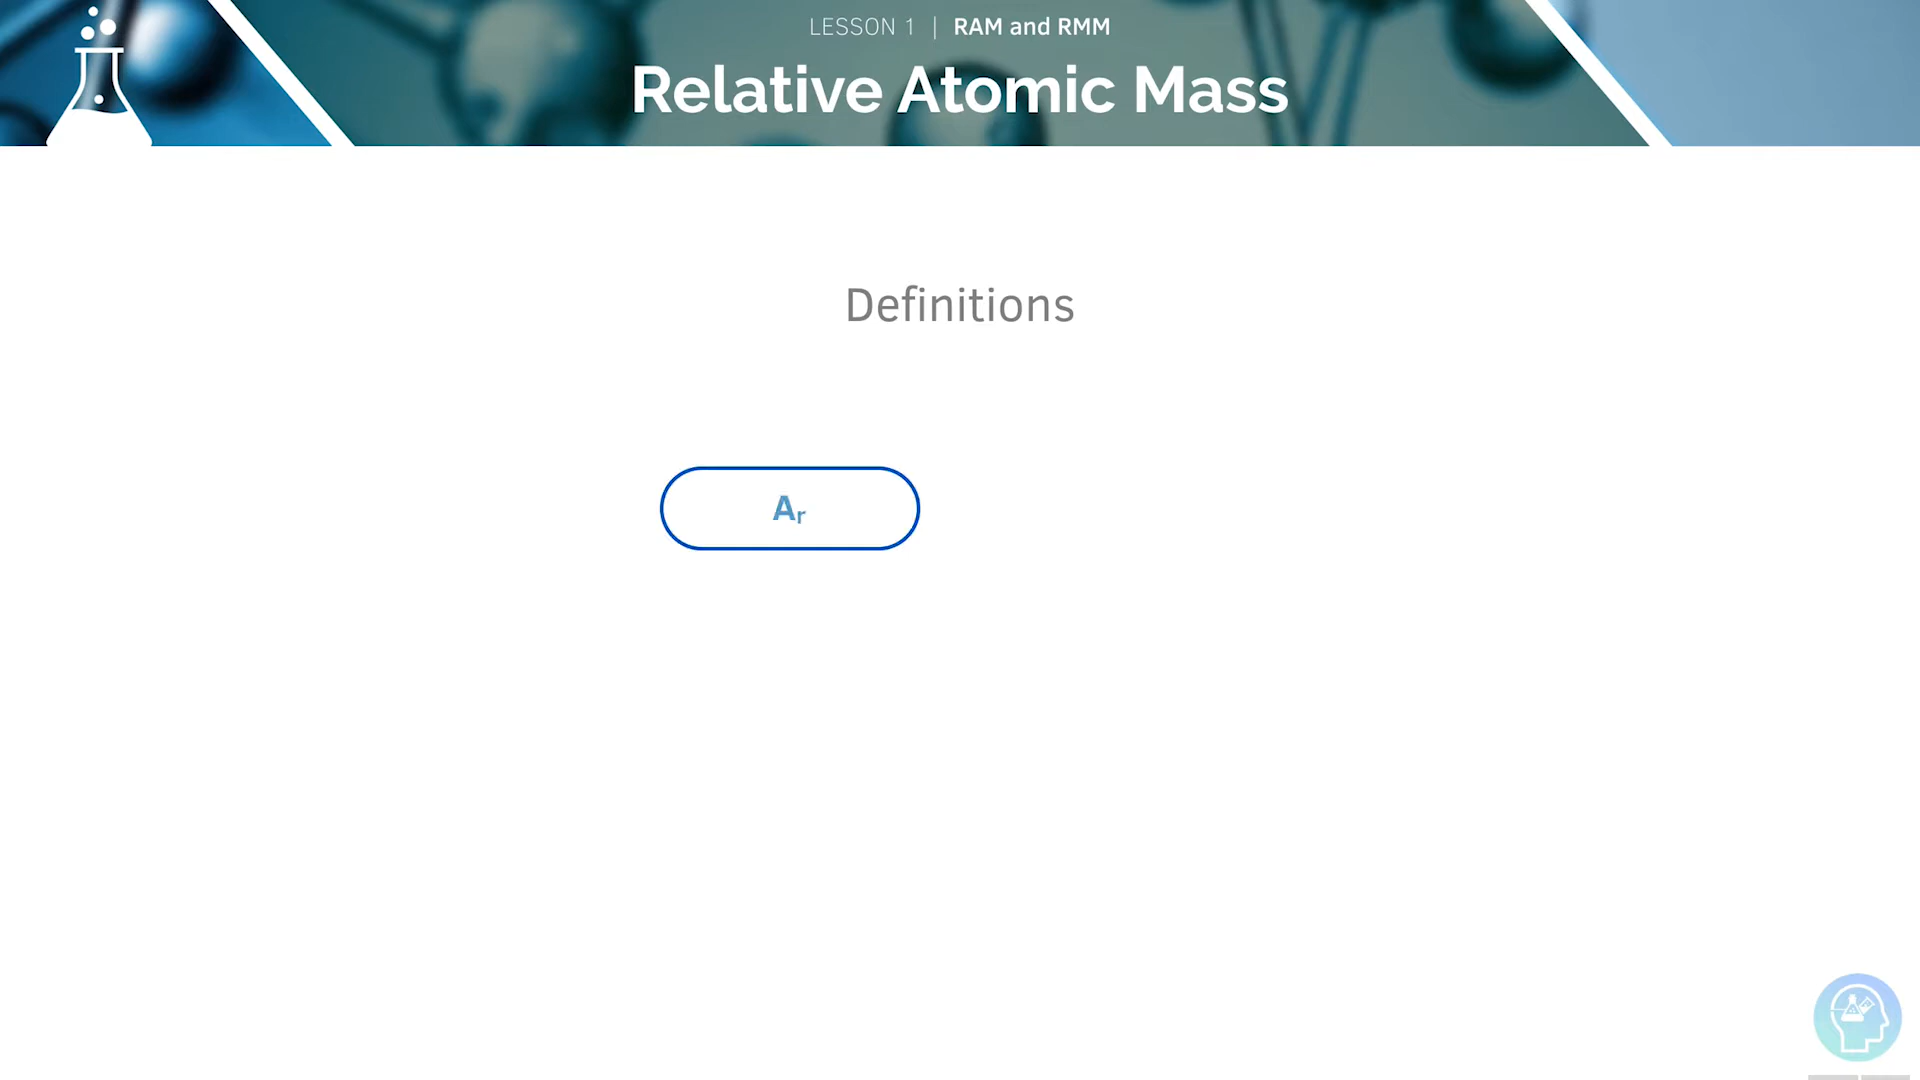 LESSON 1 | RAM and RMM
Relative Atomic Mass
Definitions
Aᵣ